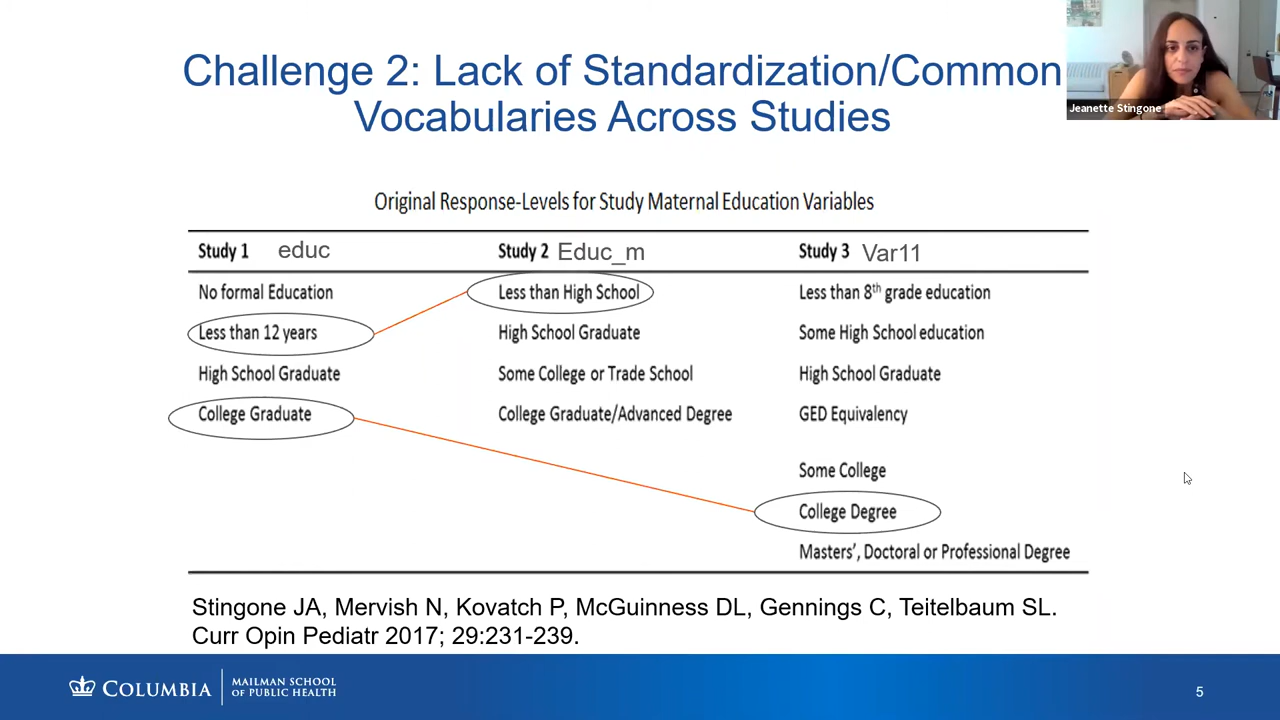 Challenge 2: Lack of Standardization/Common
Vocabularies Across Studies
Jeanette Stingone
Original Response-Levels for Study Maternal Education Variables
Study 1 educ Study 2 Educ_m Study 3 Var11
No formal Education Less than High School Less than 8th grade education
Less than 12 years High School Graduate Some High School education
High School Graduate Some College or Trade School High School Graduate
College Graduate College Graduate/Advanced Degree GED Equivalency
Some College
College Degree
Masters', Doctoral or Professional Degree
Stingone JA, Mervish N, Kovatch P, McGuinness DL, Gennings C, Teitelbaum SL.
Curr Opin Pediatr 2017; 29:231-239.
COLUMBIA
MAILMAN SCHOOL
OF PUBLIC HEALTH
5